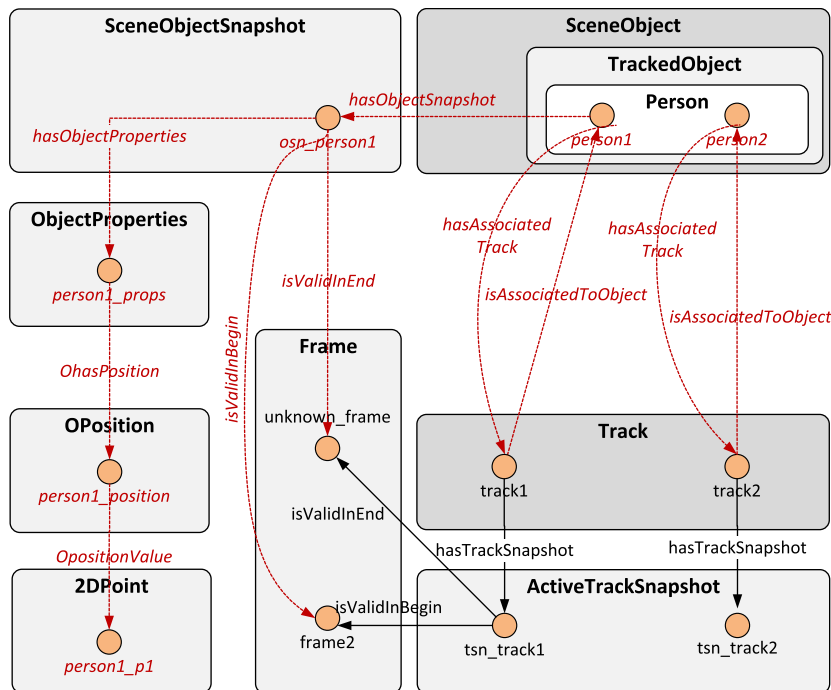 SceneObjectSnapshot
SceneObject
TrackedObject
Person
hasObjectSnapshot
hasObjectProperties
osn_person1
person1
person2
ObjectProperties
hasAssociated
Track
hasAssociated
Track
person1_props
isValidInEnd
isAssociatedToObject
isAssociatedToObject
isValidInBegin
Frame
OhasPosition
unknown_frame
OPosition
Track
person1_position
track1
track2
isValidInEnd
hasTrackSnapshot
hasTrackSnapshot
OpositionValue
2DPoint
ActiveTrackSnapshot
isValidInBegin
frame2
tsn_track1
tsn_track2
person1_p1